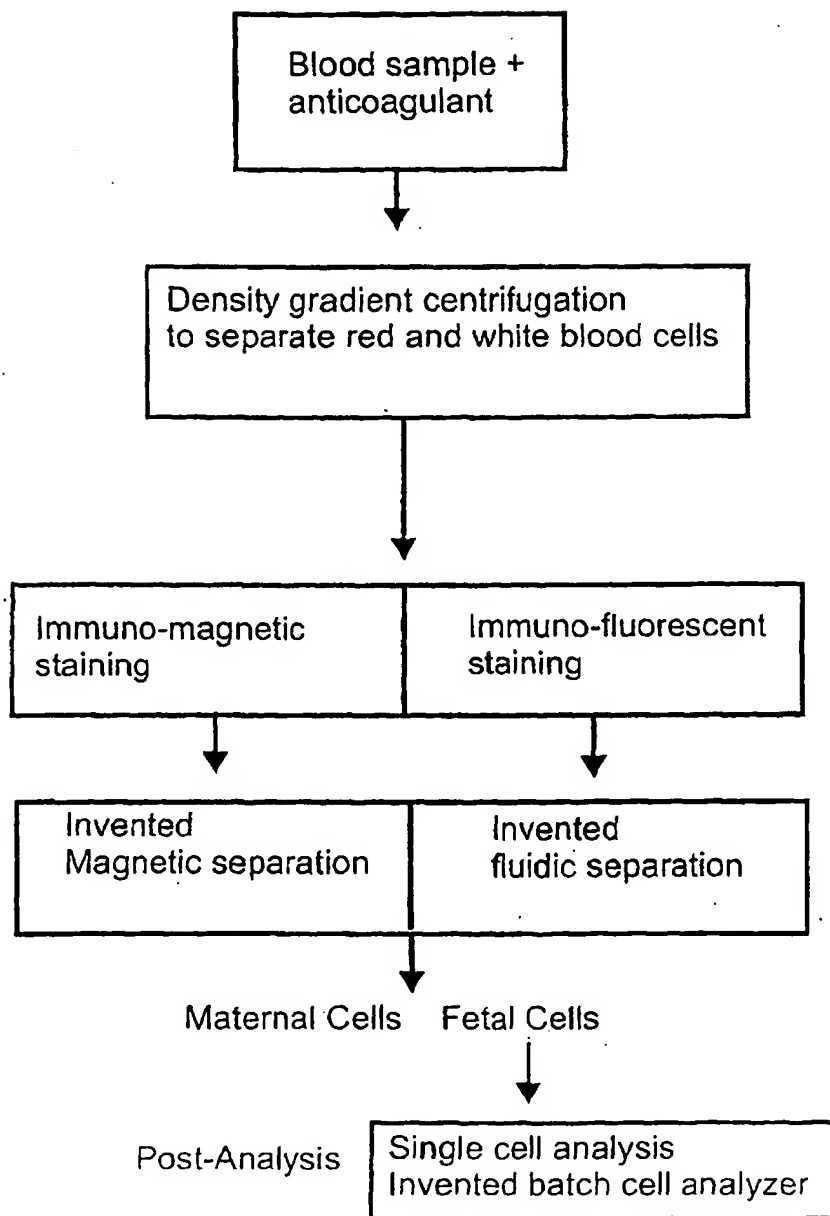 Blood sample +
anticoagulant
Density gradient centrifugation
to separate red and white blood cells
Immuno-magnetic
staining
Immuno-fluorescent
staining
Invented
Magnetic separation
Invented
fluidic separation
Maternal Cells Fetal Cells
Post-Analysis
Single cell analysis
Invented batch cell analyzer